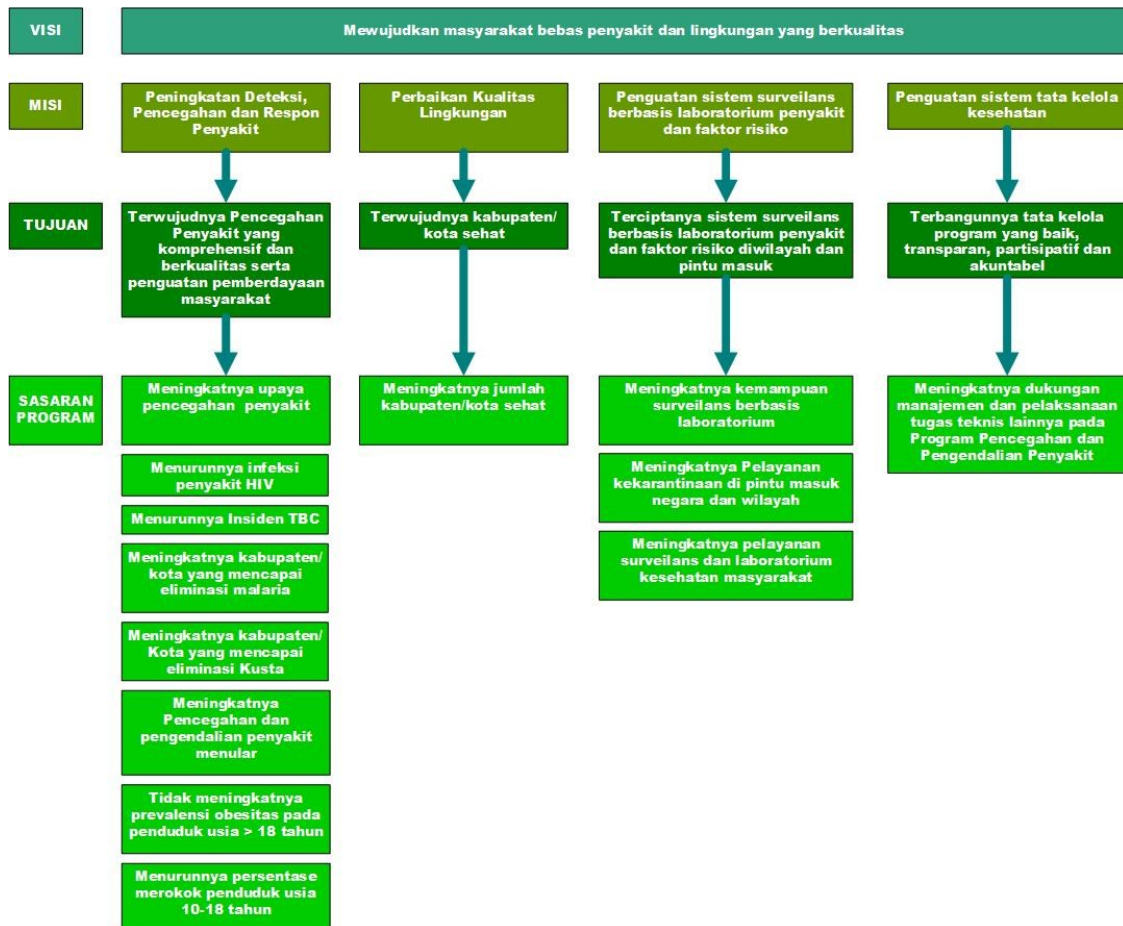 VISI
Mewujudkan masyarakat bebas penyakit dan lingkungan yang berkualitas
MISI
Peningkatan Deteksi,
Pencegahan dan Respon
Penyakit
Perbaikan Kualitas
Lingkungan
Penguatan sistem surveilans
berbasis laboratorium penyakit
dan faktor risiko
Penguatan sistem tata kelola
kesehatan
TUJUAN
Terwujudnya Pencegahan
Penyakit yang
komprehensif dan
berkualitas serta
penguatan pemberdayaan
masyarakat
Terwujudnya kabupaten/
kota sehat
Terciptanya sistem surveilans
berbasis laboratorium penyakit
dan faktor risiko diwilayah dan
pintu masuk
Terbangunnya tata kelola
program yang baik,
transparan, partisipatif dan
akuntabel
SASARAN
PROGRAM
Meningkatnya upaya
pencegahan penyakit
Menurunnya infeksi
penyakit HIV
Menurunnya Insiden TBC
Meningkatnya kabupaten/
kota yang mencapai
eliminasi malaria
Meningkatnya kabupaten/
Kota yang mencapai
eliminasi Kusta
Meningkatnya
Pencegahan dan
pengendalian penyakit
menular
Tidak meningkatnya
prevalensi obesitas pada
penduduk usia > 18 tahun
Menurunnya persentase
merokok penduduk usia
10-18 tahun
Meningkatnya jumlah
kabupaten/kota sehat
Meningkatnya kemampuan
surveilans berbasis
laboratorium
Meningkatnya Pelayanan
kekarantinaan di pintu masuk
negara dan wilayah
Meningkatnya pelayanan
surveilans dan laboratorium
kesehatan masyarakat
Meningkatnya dukungan
manajemen dan pelaksanaan
tugas teknis lainnya pada
Program Pencegahan dan
Pengendalian Penyakit